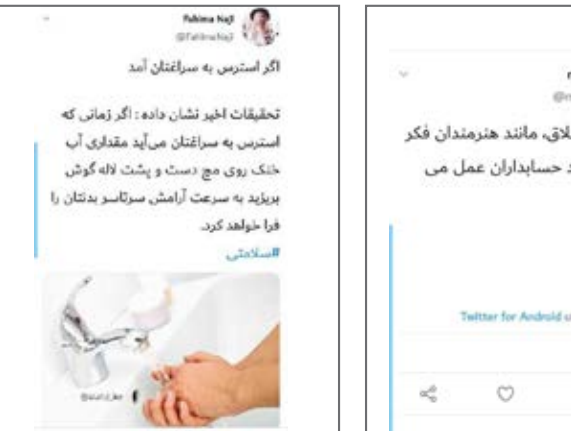 Fahima Naji
@FahimaNaji
اگر استرس به سراغتان آمد
تحقیقات اخیر نشان داده : اگر زمانی که
استرس به سراغتان می‌آید مقداری آب
خنک روی مچ دست و پشت لاله گوش
بریزید به سرعت آرامش سرتاسر بدنتان را
فرا خواهد کرد.
#سلامتی
لاق، مانند هنرمندان فکر
حسابداران عمل می
Twitter for Android